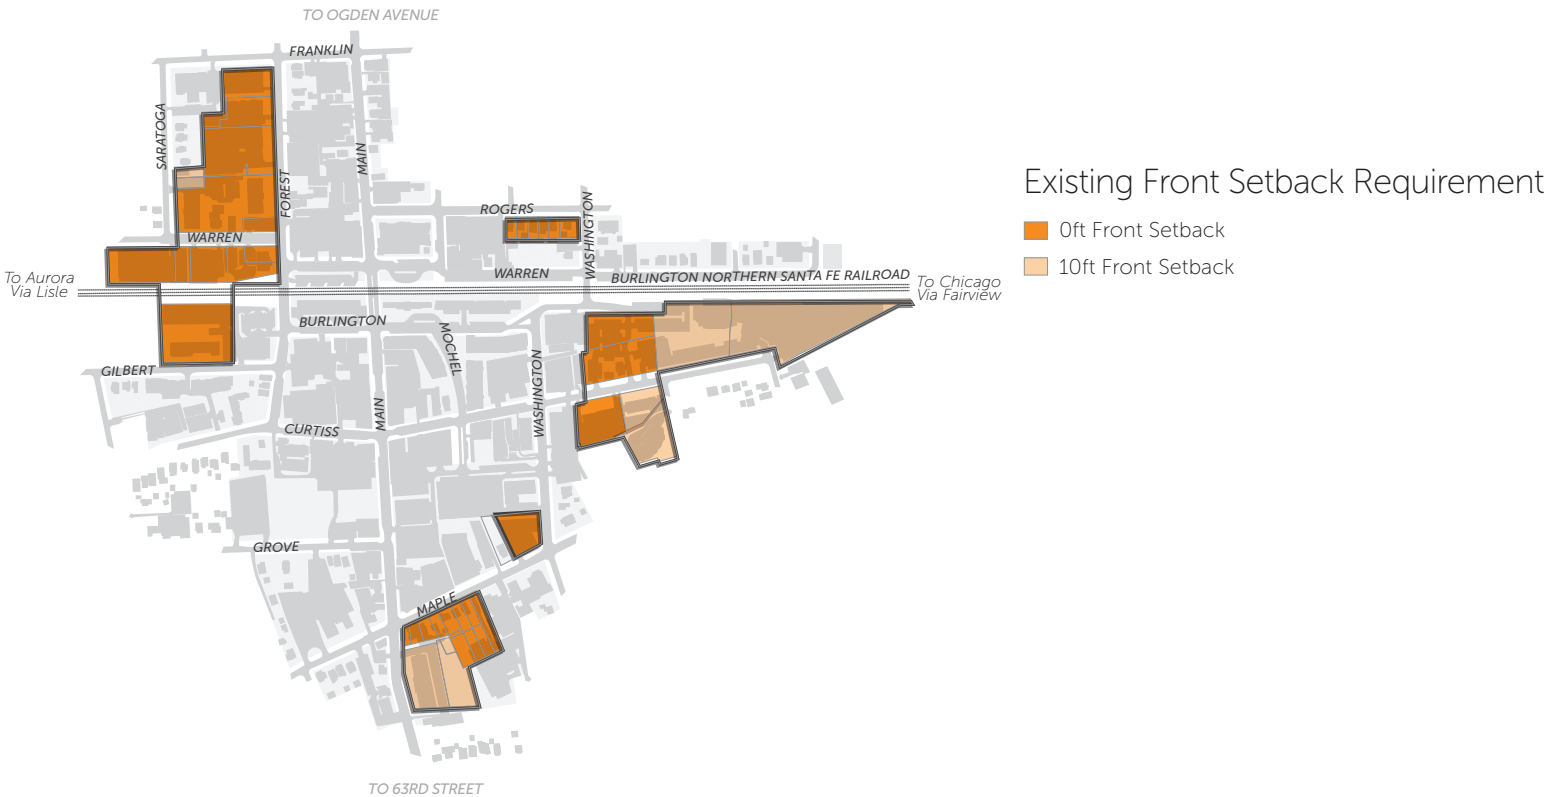 TO OGDEN AVENUE
FRANKLIN
SARATOGA
MAIN
FOREST
ROGERS
WASHINGTON
WARREN
WARREN
BURLINGTON NORTHERN SANTA FE RAILROAD
To Aurora
Via Lisle
To Chicago
Via Fairview
BURLINGTON
MOCHEL
GILBERT
WASHINGTON
MAIN
CURTISS
GROVE
MAPLE
TO 63RD STREET
Existing Front Setback Requirement
0ft Front Setback
10ft Front Setback